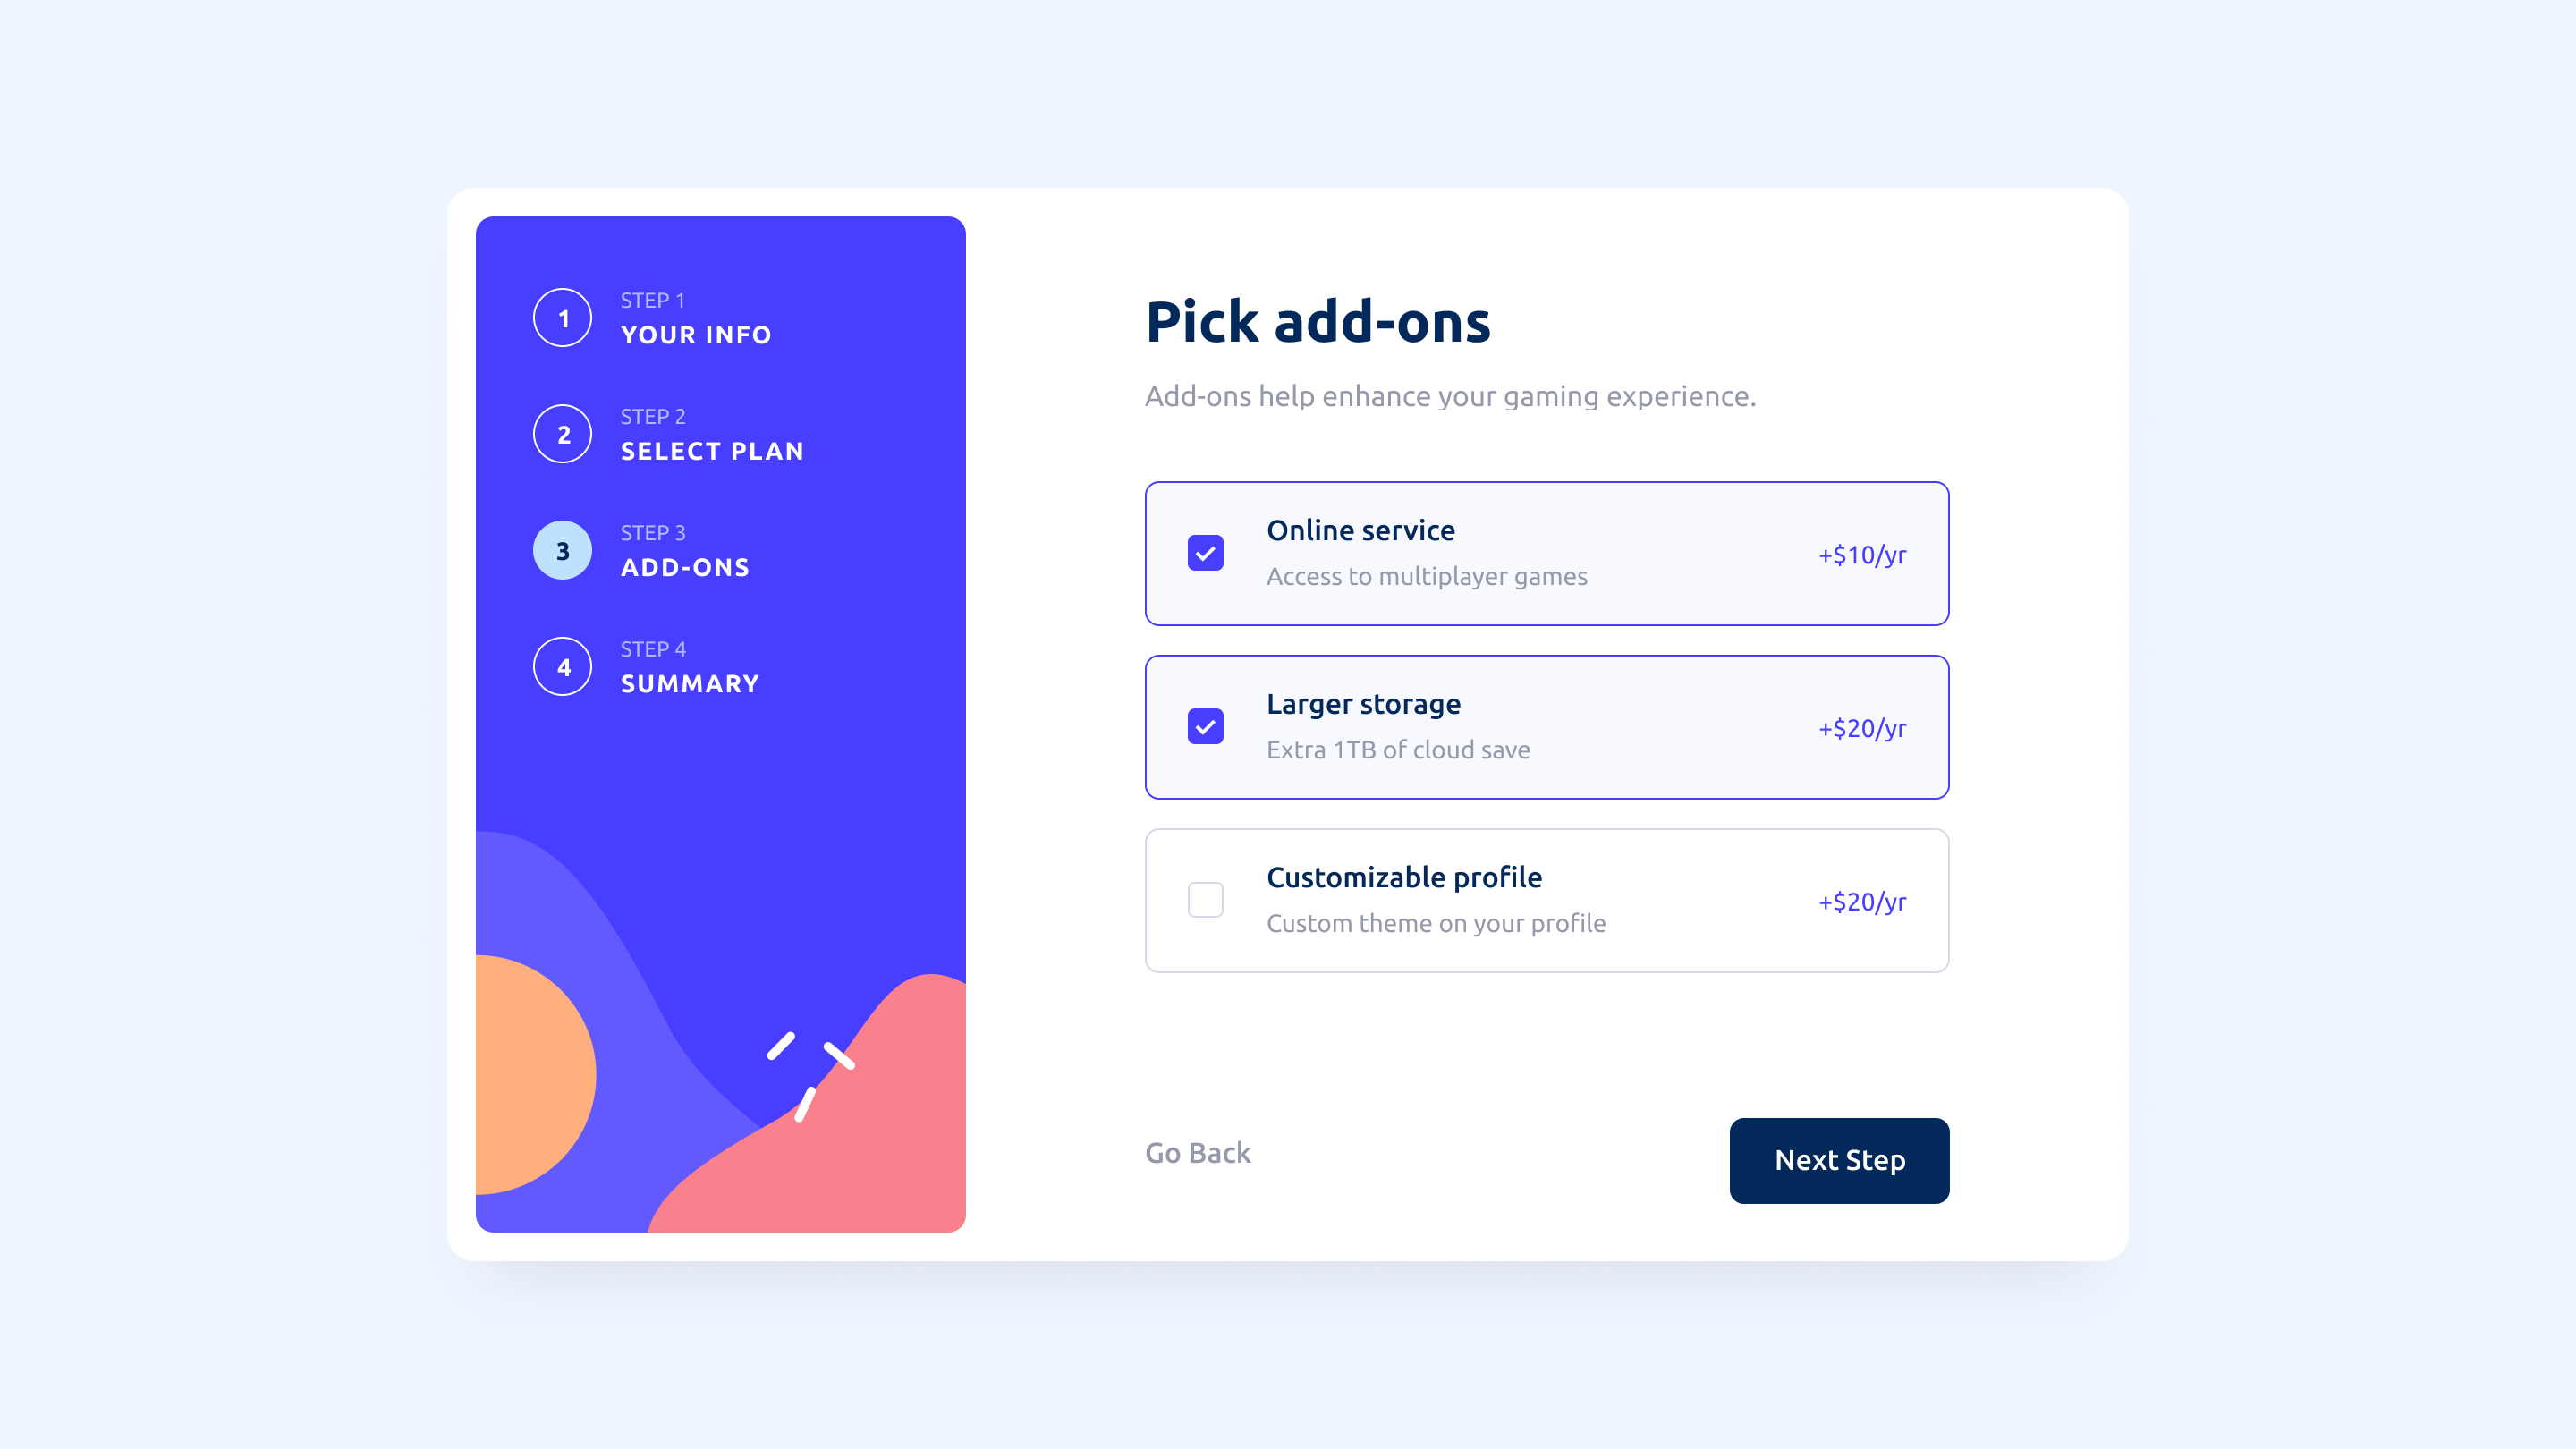 1
STEP 1
YOUR INFO
2
STEP 2
SELECT PLAN
3
STEP 3
ADD-ONS
4
STEP 4
SUMMARY
Pick add-ons
Add-ons help enhance your gaming experience.
Online service
Access to multiplayer games
+$10/yr
Larger storage
Extra 1TB of cloud save
+$20/yr
Customizable profile
Custom theme on your profile
+$20/yr
Go Back
Next Step